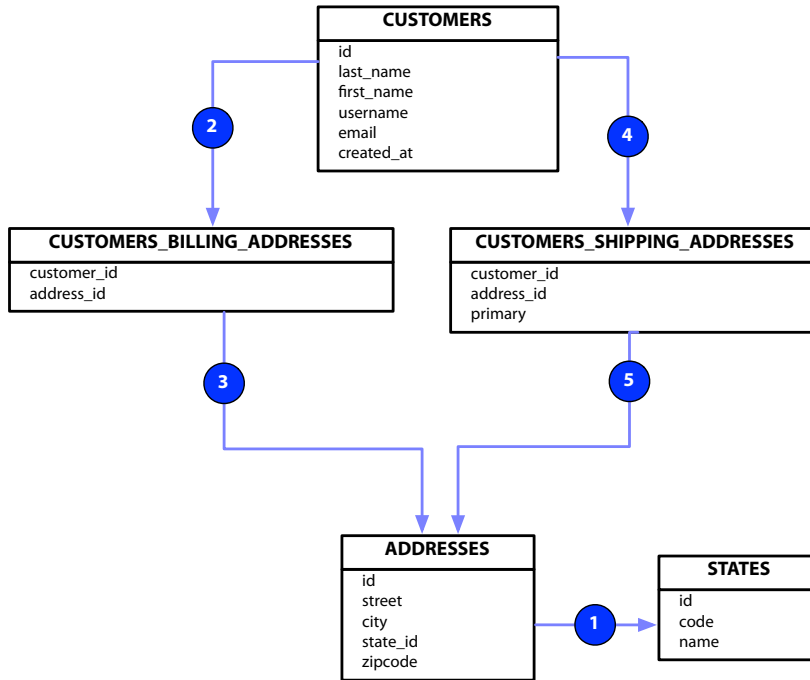 CUSTOMERS
id
last_name
first_name
username
email
created_at
2
4
CUSTOMERS_BILLING_ADDRESSES
customer_id
address_id
CUSTOMERS_SHIPPING_ADDRESSES
customer_id
address_id
primary
3
5
ADDRESSES
id
street
city
state_id
zipcode
1
STATES
id
code
name